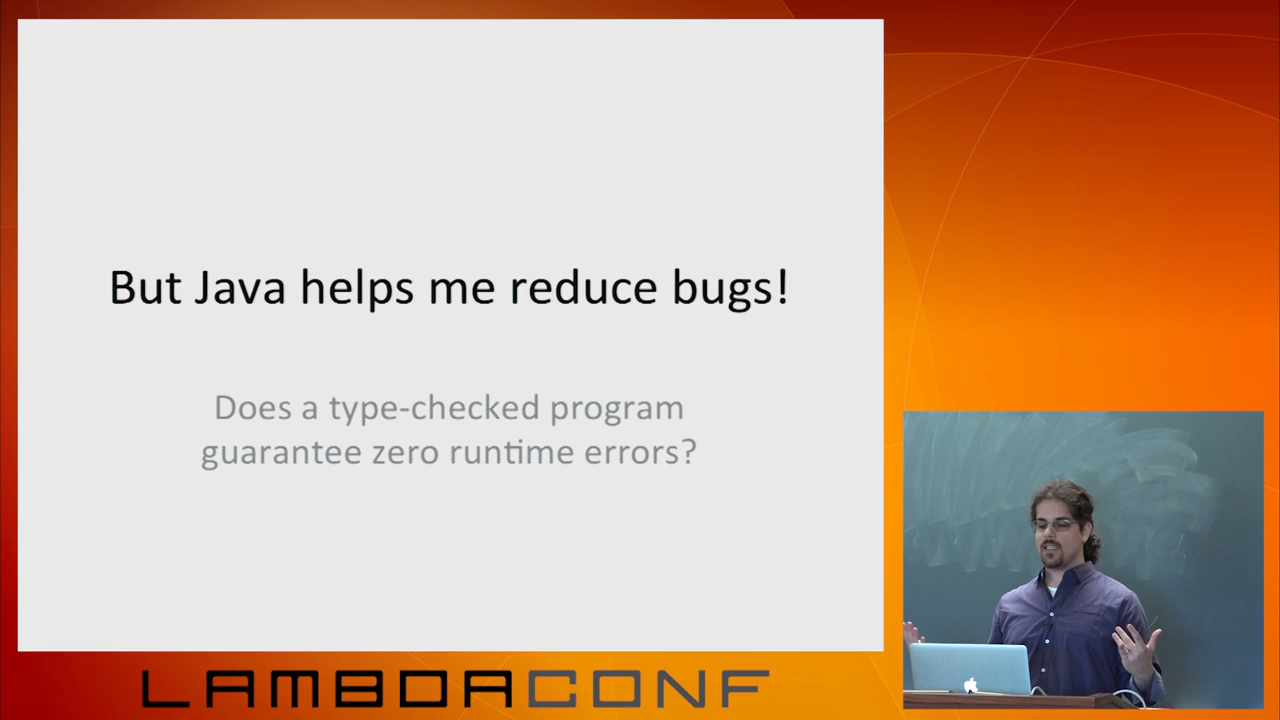 But Java helps me reduce bugs!
Does a type-checked program
guarantee zero runtime errors?
LAMBDACONF